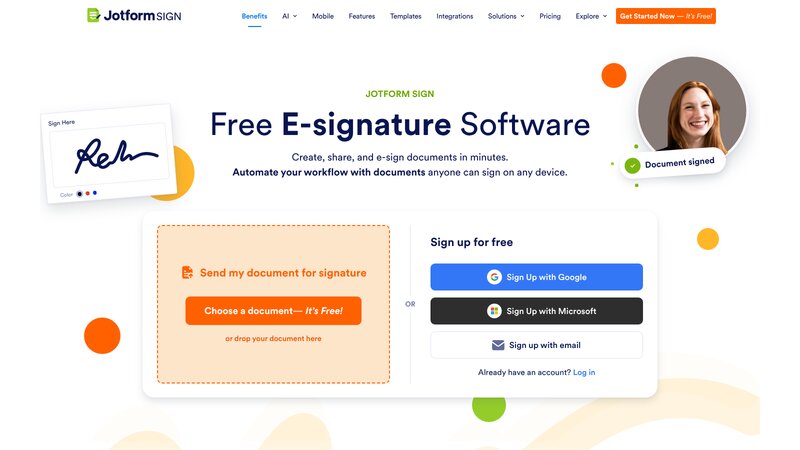 Jotform SIGN
Benefits
AI
Mobile
Features
Templates
Integrations
Solutions
Pricing
Explore
Get Started Now — It's Free!
Sign Here
Color
JOTFORM SIGN
Free E-signature Software
Create, share, and e-sign documents in minutes.
Automate your workflow with documents anyone can sign on any device.
Document signed
Send my document for signature
Choose a document— It's Free!
or drop your document here
OR
Sign up for free
Sign Up with Google
Sign Up with Microsoft
Sign up with email
Already have an account? Log in